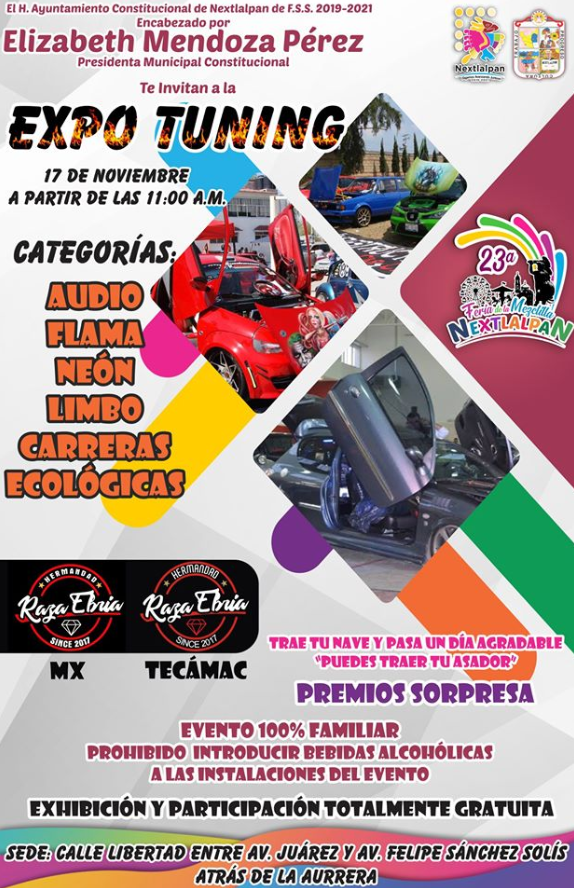 El H. Ayuntamiento Constitucional de Nextlalpan de F.S.S. 2019-2021
Encabezado por
Elizabeth Mendoza Pérez
Presidenta Municipal Constitucional
Nextlalpan
Te Invitan a la
EXPO TUNING
17 DE NOVIEMBRE
A PARTIR DE LAS 11:00 A.M.
CATEGORÍAS:
AUDIO
FLAMA
NEÓN
LIMBO
CARRERAS
ECOLÓGICAS
23a
Feria de la Mezclilla
NEXTLALPAN
HERMANDAD
Raza Ebria
SINCE 2017
MX
HERMANDAD
Raza Ebria
SINCE 2017
TECÁMAC
TRAE TU NAVE Y PASA UN DÍA AGRADABLE
"PUEDES TRAER TU ASADOR"
PREMIOS SORPRESA
EVENTO 100% FAMILIAR
PROHIBIDO INTRODUCIR BEBIDAS ALCOHÓLICAS
A LAS INSTALACIONES DEL EVENTO
EXHIBICIÓN Y PARTICIPACIÓN TOTALMENTE GRATUITA
SEDE: CALLE LIBERTAD ENTRE AV. JUÁREZ Y AV. FELIPE SÁNCHEZ SOLÍS
ATRÁS DE LA AURRERA